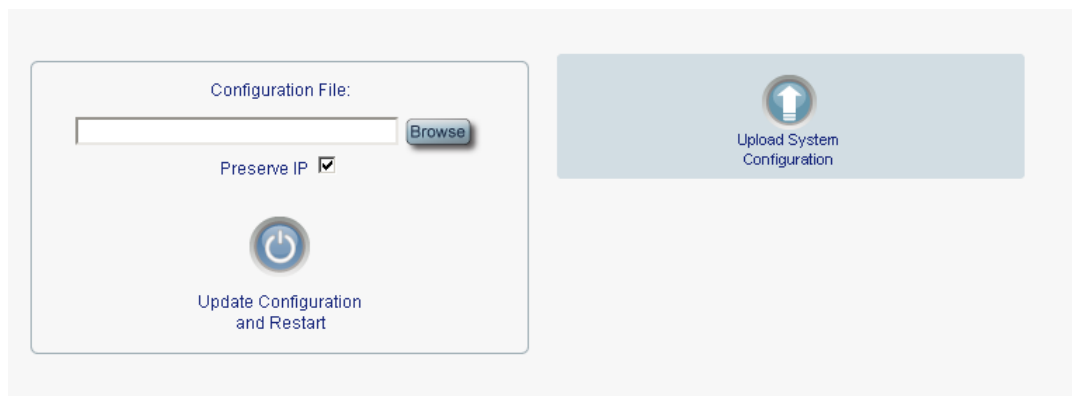 Configuration File:
Browse
Preserve IP
Update Configuration
and Restart
Upload System
Configuration